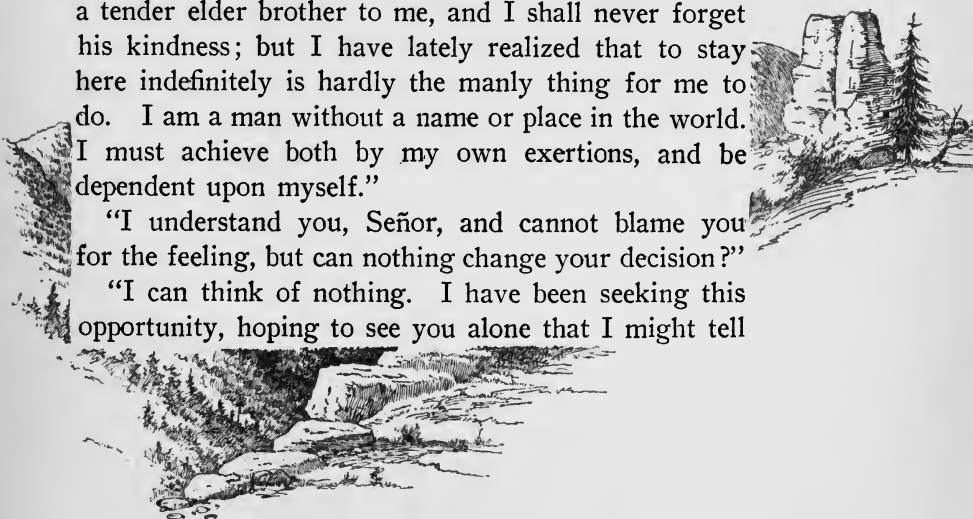 a tender elder brother to me, and I shall never forget
his kindness; but I have lately realized that to stay
here indefinitely is hardly the manly thing for me to
do. I am a man without a name or place in the world.
I must achieve both by my own exertions, and be
dependent upon myself.”
“I understand you, Señor, and cannot blame you
for the feeling, but can nothing change your decision?”
“I can think of nothing. I have been seeking this
opportunity, hoping to see you alone that I might tell